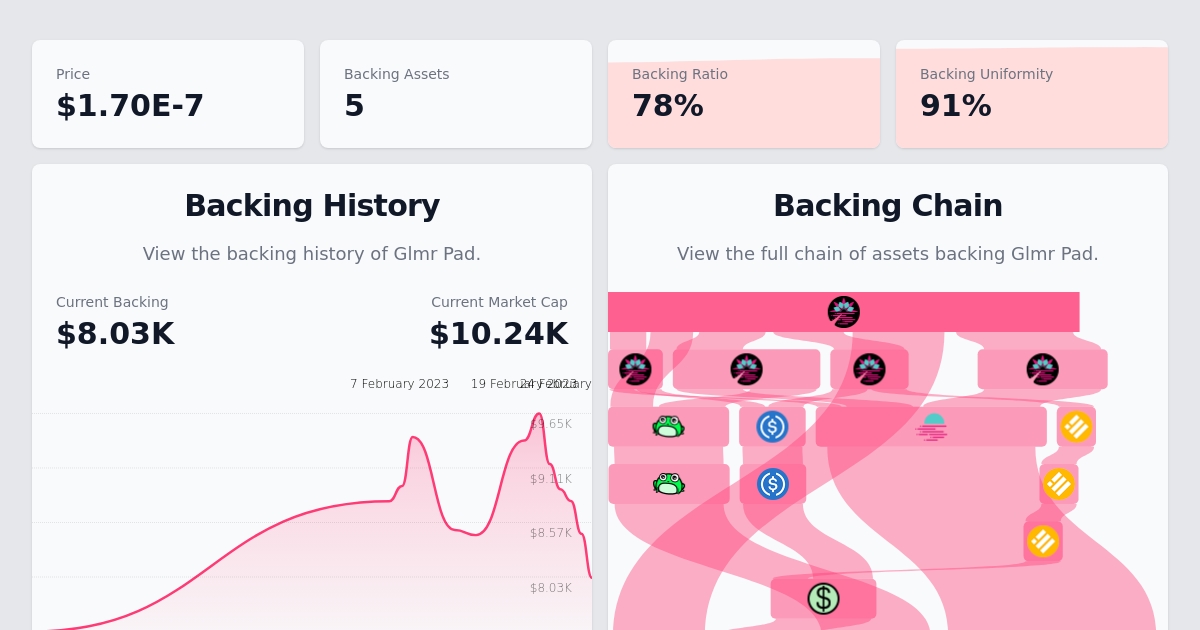 Price
$1.70E-7
Backing Assets
5
Backing Ratio
78%
Backing Uniformity
91%
Backing History
View the backing history of Glmr Pad.
Current Backing
$8.03K
Current Market Cap
$10.24K
7 February 2023
19 February 2023
24 February
$9.65K
$9.11K
$8.57K
$8.03K
Backing Chain
View the full chain of assets backing Glmr Pad.